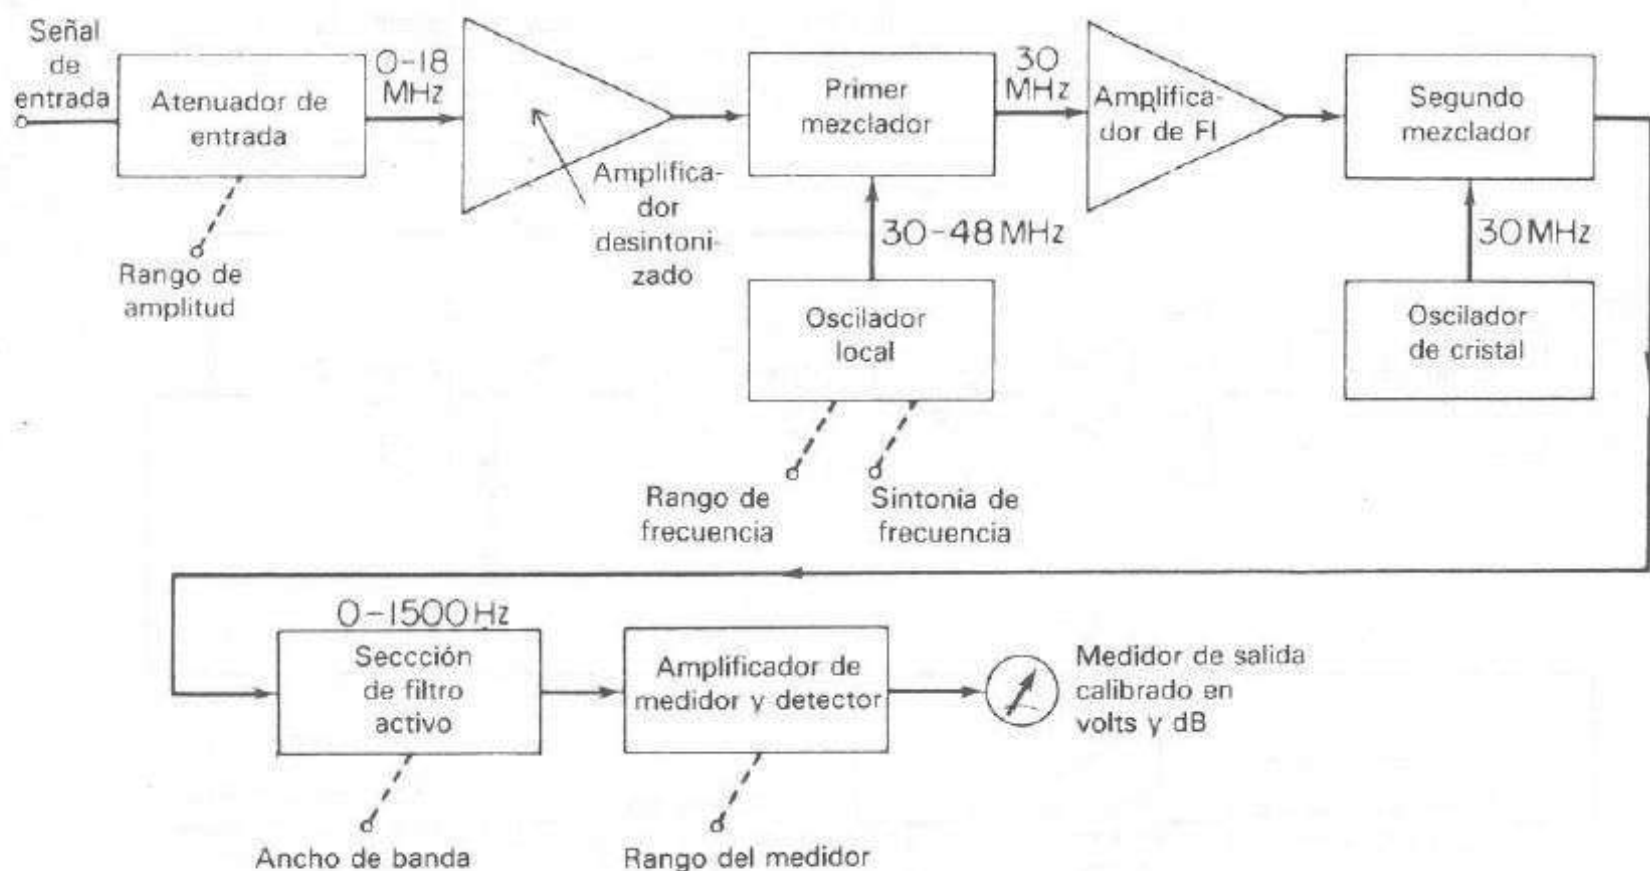 Señal
de
entrada
Atenuador de
entrada
0-18
MHz
Rango de
amplitud
Amplifica-
dor
desintoni-
zado
Primer
mezclador
30
MHz
Amplifica-
dor de FI
Segundo
mezclador
30-48 MHz
30 MHz
Oscilador
local
Oscilador
de cristal
Rango de
frecuencia
Sintonía de
frecuencia
0-1500 Hz
Seccción
de filtro
activo
Amplificador de
medidor y detector
Medidor de salida
calibrado en
volts y dB
Ancho de banda
Rango del medidor